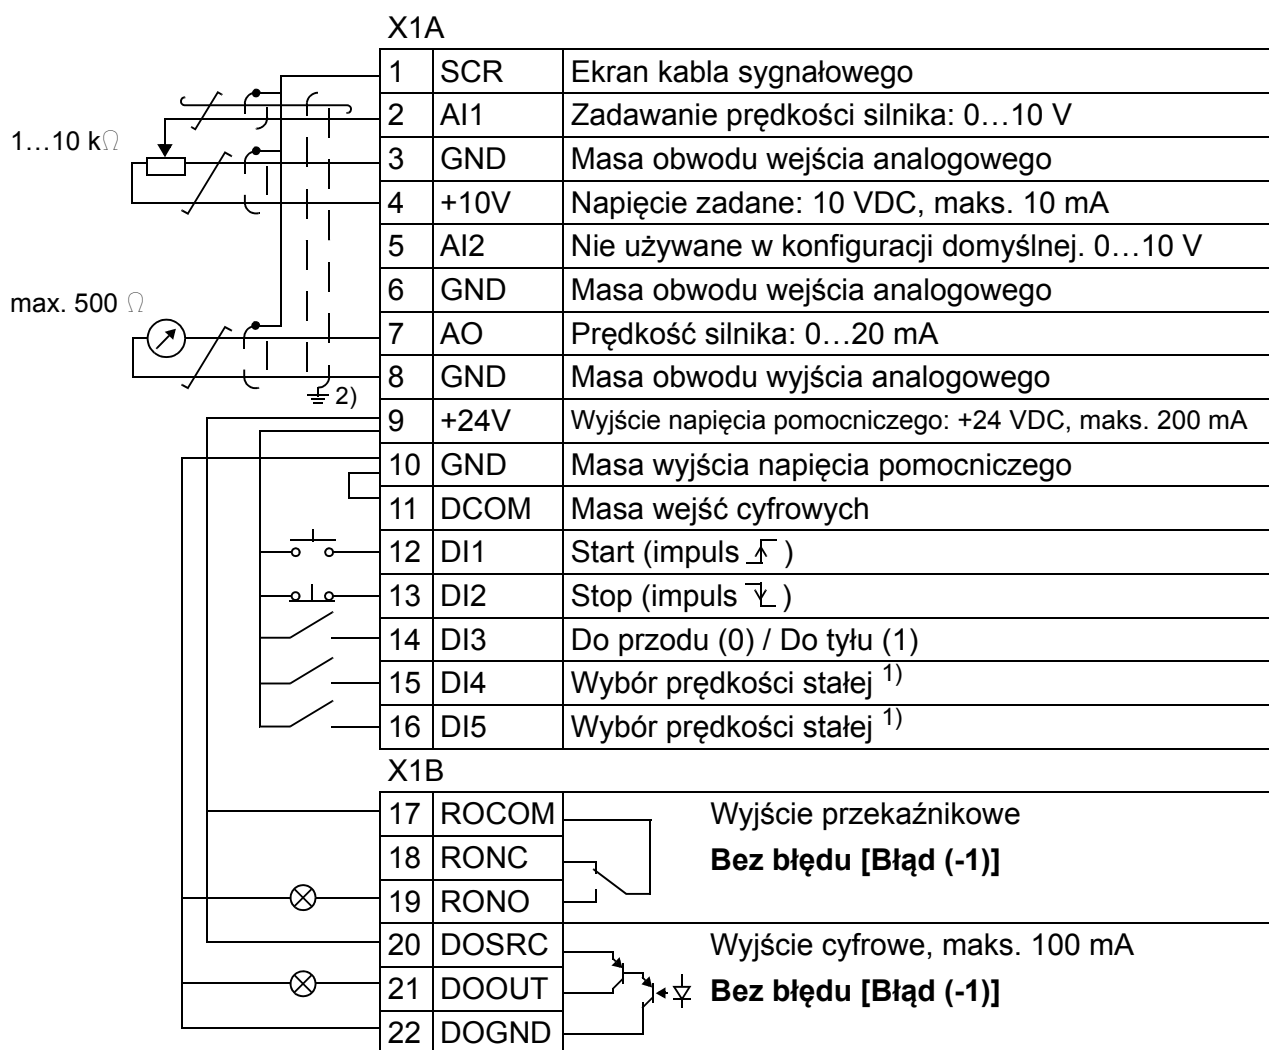 X1A
1 SCR Ekran kabla sygnałowego
2 AI1 Zadawanie prędkości silnika: 0…10 V
1…10 kΩ
3 GND Masa obwodu wejścia analogowego
4 +10V Napięcie zadane: 10 VDC, maks. 10 mA
5 AI2 Nie używane w konfiguracji domyślnej. 0…10 V
6 GND Masa obwodu wejścia analogowego
max. 500 Ω
7 AO Prędkość silnika: 0…20 mA
8 GND Masa obwodu wyjścia analogowego
2)
9 +24V Wyjście napięcia pomocniczego: +24 VDC, maks. 200 mA
10 GND Masa wyjścia napięcia pomocniczego
11 DCOM Masa wejść cyfrowych
12 DI1 Start (impuls )
13 DI2 Stop (impuls )
14 DI3 Do przodu (0) / Do tyłu (1)
15 DI4 Wybór prędkości stałej 1)
16 DI5 Wybór prędkości stałej 1)
X1B
17 ROCOM Wyjście przekaźnikowe
18 RONC Bez błędu [Błąd (-1)]
19 RONO
20 DOSRC Wyjście cyfrowe, maks. 100 mA
21 DOOUT Bez błędu [Błąd (-1)]
22 DOGND